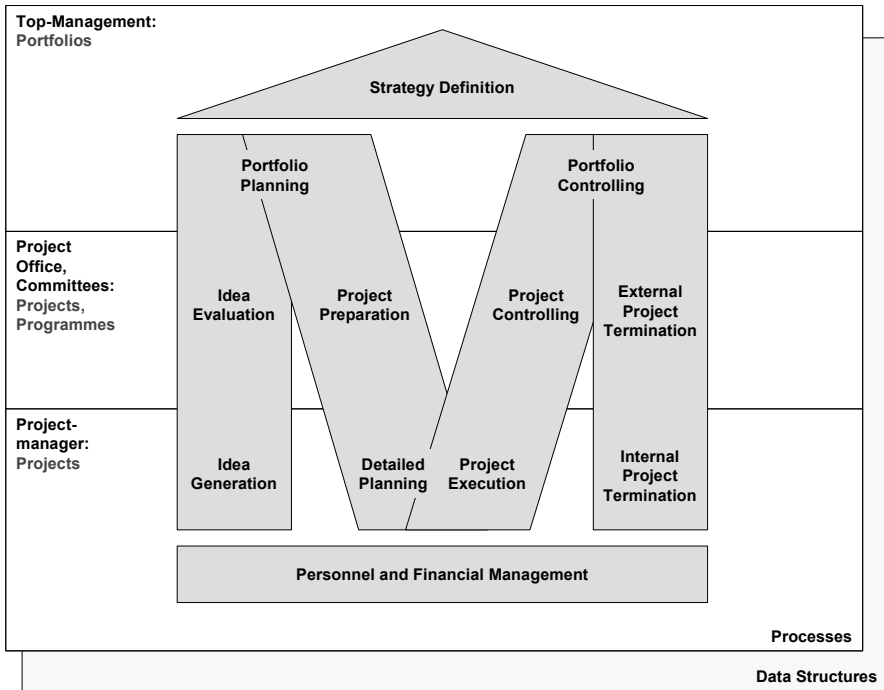 Top-Management:
Portfolios
Strategy Definition
Portfolio
Planning
Portfolio
Controlling
Project
Office,
Committees:
Projects,
Programmes
Idea
Evaluation
Project
Preparation
Project
Controlling
External
Project
Termination
Project-
manager:
Projects
Idea
Generation
Detailed
Planning
Project
Execution
Internal
Project
Termination
Personnel and Financial Management
Processes
Data Structures